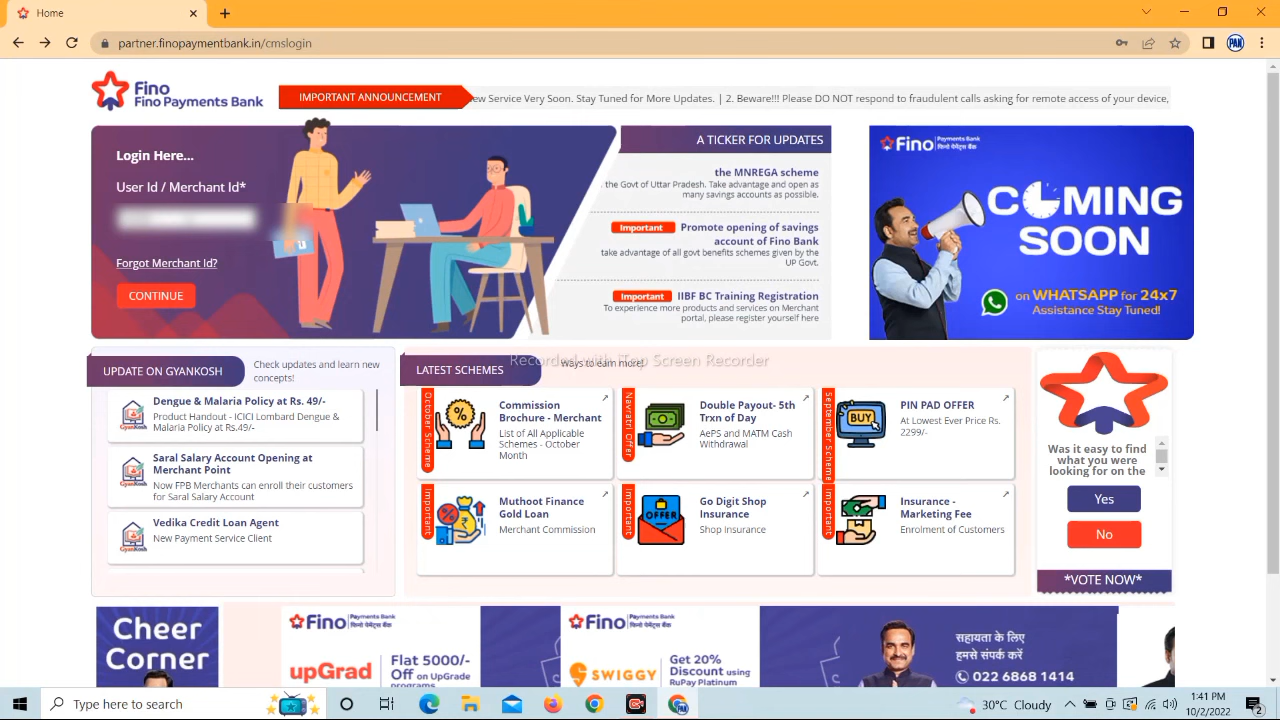 Home
partner.finobank.in/cmslogin
Fino
Fino Payments Bank
IMPORTANT ANNOUNCEMENT
ew Service Very Soon. Stay Tuned for More Updates. | 2. Beware!!! Please DO NOT respond to fraudulent calls asking for remote access of your device,
Login Here...
User Id / Merchant Id*
Forgot Merchant Id?
CONTINUE
A TICKER FOR UPDATES
the MNREGA scheme
the Govt of Uttar Pradesh. Take advantage and open as
many savings accounts as possible.
Important Promote opening of savings
account of Fino Bank
take advantage of all govt benefits schemes given by the
UP Govt.
Important IIBF BC Training Registration
To experience more products and services on Merchant
portal, please register yourself here
Fino Payments Bank
फिनो पेमेंट्स बैंक
COMING
SOON
on WHATSAPP for 24x7
Assistance Stay Tuned!
Recorded with iTop Screen Recorder
UPDATE ON GYANKOSH
Check updates and learn new
concepts!
Dengue & Malaria Policy at Rs. 49/-
Product Handout - ICICI Lombard Dengue &
Malaria Policy at Rs.49/-
GyanKosh
Saral Salary Account Opening at
Merchant Point
Now FPB Merchants can enroll their customers
for Saral Salary Account
GyanKosh
Vedika Credit Loan Agent
New Payment Service Client
GyanKosh
LATEST SCHEMES
Ways to earn more!
October Scheme
Commission
Brochure - Merchant
List of All Applicable
Schemes - October
Month
Navratri Offer
Double Payout- 5th
Trxn of Day
AePS and MATM Cash
Withdrawal
September Scheme
BUY
PIN PAD OFFER
At Lowest Ever Price Rs.
2299/-
Important
Muthoot Finance
Gold Loan
Merchant Commission
Important
OFFER
Go Digit Shop
Insurance
Shop Insurance
Important
Insurance -
Marketing Fee
Enrolment of Customers
Was it easy to find
what you were
looking for on the
Yes
No
*VOTE NOW*
Cheer
Corner
Fino Payments Bank
फिनो पेमेंट्स बैंक
upGrad
Flat 5000/-
Off on UpGrade
programs
Fino Payments Bank
फिनो पेमेंट्स बैंक
SWIGGY
Get 20%
Discount using
RuPay Platinum
सहायता के लिए
हमसे संपर्क करें
022 6868 1414
Type here to search
30°C Cloudy
1:41 PM
10/2/2022
2